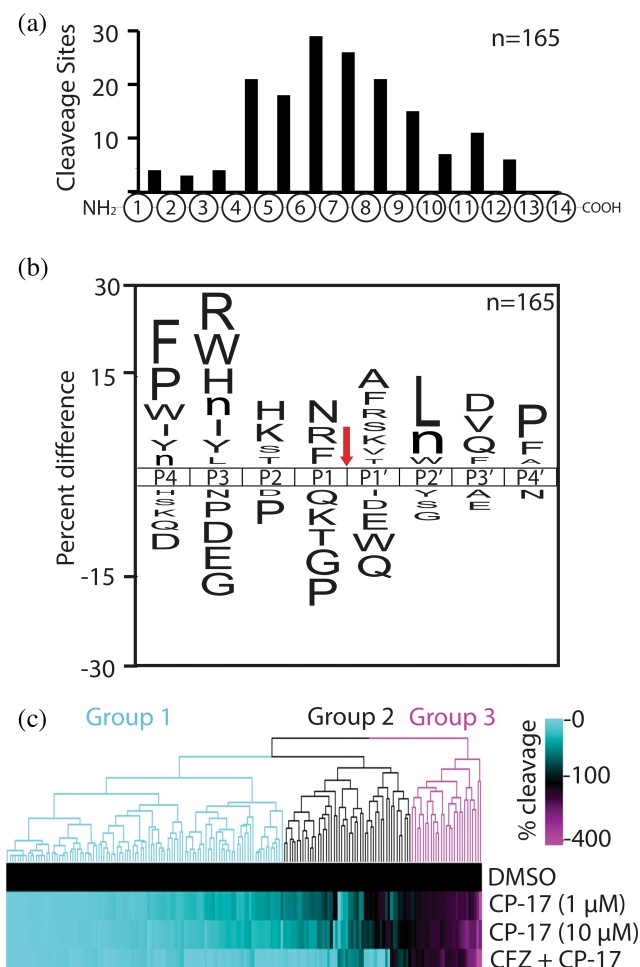 (a)
30
20
10
Cleaveage Sites
n=165
NH2 1 2 3 4 5 6 7 8 9 10 11 12 13 14 COOH
(b)
30
15
-15
-30
Percent difference
n=165
F R
P W
W H H N A L D P
I n K R F n V F
Y Y S F R W Q A
n L T S F
K
V
T
P4 P3 P2 P1 P1′ P2′ P3′ P4′
N D Q I Y A N
S P P K D S E
K D T E G
Q E G W
D G P Q
(c)
Group 1 Group 2 Group 3
% cleavage
0
100
400
DMSO
CP-17 (1 μM)
CP-17 (10 μM)
CFZ + CP-17